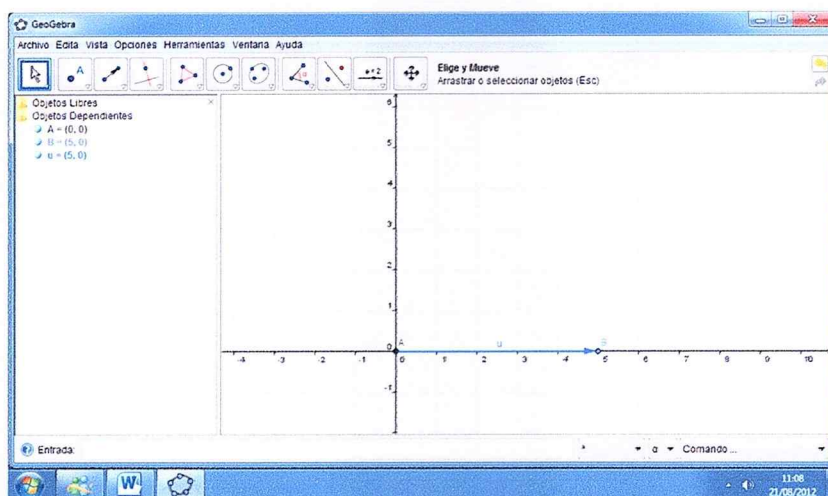 GeoGebra
Archivo Edita Vista Opciones Herramientas Ventana Ayuda
A
a=2
Elige y Mueve
Arrastrar o seleccionar objetos (Esc)
Objetos Libres
Objetos Dependientes
A = (0, 0)
B = (5, 0)
u = (5, 0)
6
5
4
3
2
1
0
-1
-4 -3 -2 -1 0 1 2 3 4 5 6 7 8 9 10
A
u
B
Entrada:
α
Comando ...
W
11:08
21/08/2012